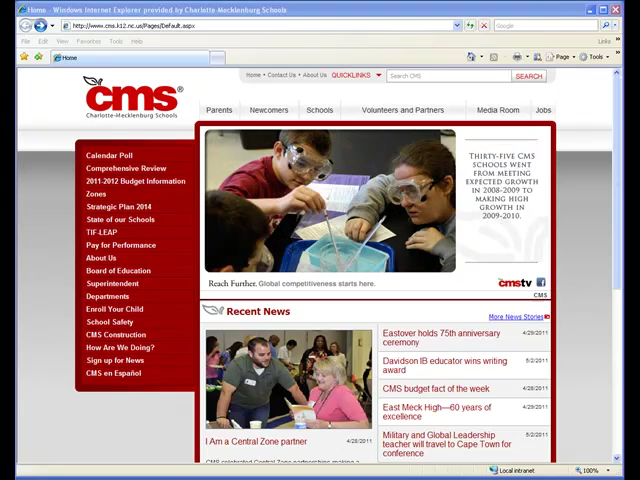 Home - Windows Internet Explorer provided by Charlotte-Mecklenburg Schools
http://www.cms.k12.nc.us/Pages/Default.aspx
Google
File Edit View Favorites Tools Help
Links
Home
Page Tools
Home • Contact Us • About Us QUICKLINKS Search CMS SEARCH
cms®
Charlotte-Mecklenburg Schools
Parents Newcomers Schools Volunteers and Partners Media Room Jobs
Calendar Poll
Comprehensive Review
2011-2012 Budget Information
Zones
Strategic Plan 2014
State of our Schools
TIF-LEAP
Pay for Performance
About Us
Board of Education
Superintendent
Departments
Enroll Your Child
School Safety
CMS Construction
How Are We Doing?
Sign up for News
CMS en Español
Thirty-five CMS
schools went
from meeting
expected growth
in 2008-2009 to
making high
growth in
2009-2010.
Reach Further. Global competitiveness starts here.
cmstv
CMS
Recent News
More News Stories
I Am a Central Zone partner 4/28/2011
CMS celebrated Central Zone partnerships making a
Eastover holds 75th anniversary 4/29/2011
ceremony
Davidson IB educator wins writing 5/2/2011
award
CMS budget fact of the week 4/28/2011
East Meck High—60 years of 4/29/2011
excellence
Military and Global Leadership 5/2/2011
teacher will travel to Cape Town for
conference
Local intranet
100%